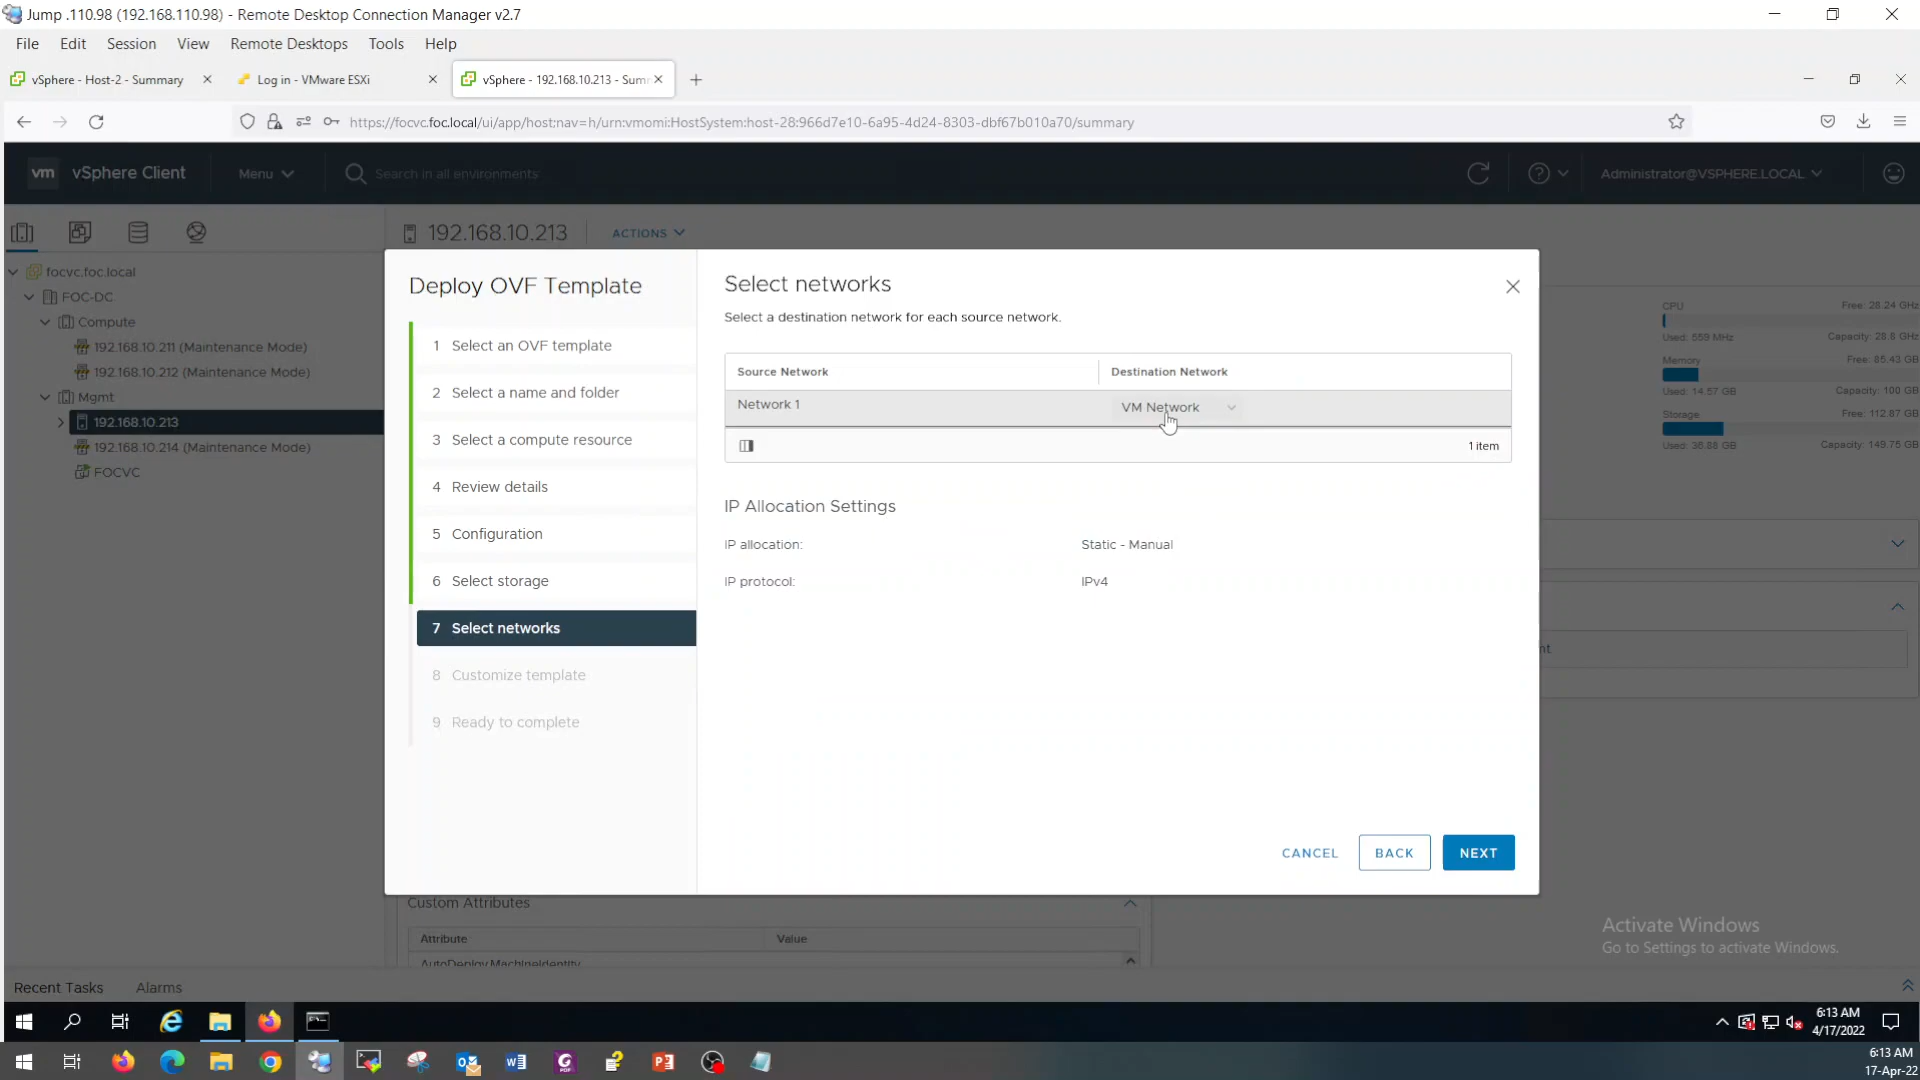 Jump .110.98 (192.168.110.98) - Remote Desktop Connection Manager v2.7
File Edit Session View Remote Desktops Tools Help
vSphere - Host-2 - Summary
Log in - VMware ESXi
vSphere - 192.168.10.213 - Sum
https://focvc.foc.local/ui/app/host;nav=h/urn:vmomi:HostSystem:host-28:966d7e10-6a95-4d24-8303-dbf67b010a70/summary
vm vSphere Client
Menu
Search in all environments
Administrator@VSPHERE.LOCAL
192.168.10.213
ACTIONS
focvc.foc.local
FOC-DC
Compute
192.168.10.211 (Maintenance Mode)
192.168.10.212 (Maintenance Mode)
Mgmt
192.168.10.213
192.168.10.214 (Maintenance Mode)
FOCVC
Deploy OVF Template
1 Select an OVF template
2 Select a name and folder
3 Select a compute resource
4 Review details
5 Configuration
6 Select storage
7 Select networks
8 Customize template
9 Ready to complete
Select networks
Select a destination network for each source network.
Source Network Destination Network
Network 1 VM Network
1 item
IP Allocation Settings
IP allocation: Static - Manual
IP protocol: IPv4
CANCEL BACK NEXT
CPU Free: 28.24 GHz
Used: 559 MHz Capacity: 28.8 GHz
Memory Free: 85.43 GB
Used: 14.57 GB Capacity: 100 GB
Storage Free: 112.87 GB
Used: 36.88 GB Capacity: 149.75 GB
nt
Custom Attributes
Attribute Value
AutoDeploy.MachineIdentity
Activate Windows
Go to Settings to activate Windows.
Recent Tasks Alarms
6:13 AM
4/17/2022
6:13 AM
17-Apr-22